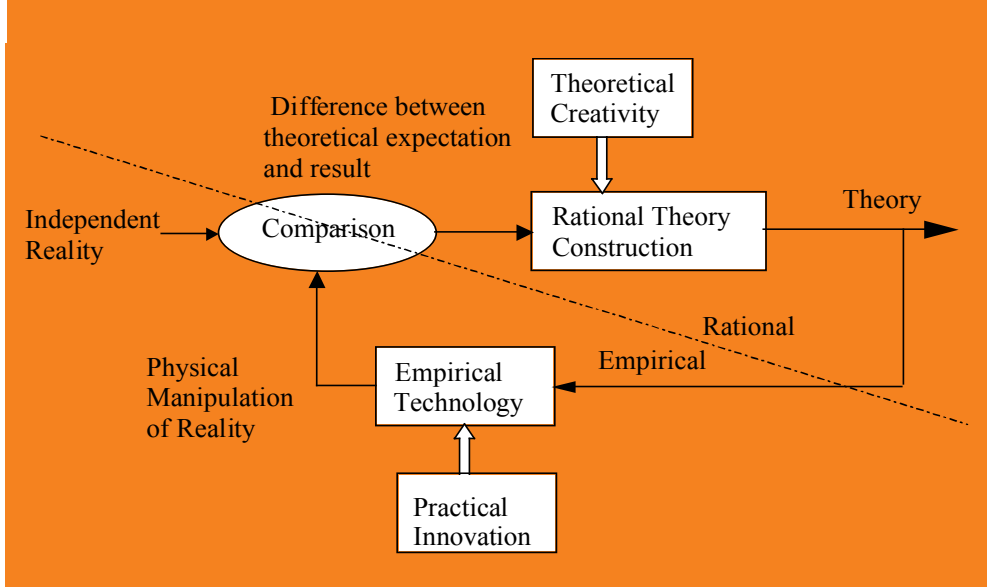 Theoretical
Creativity
Difference between
theoretical expectation
and result
Independent
Reality
Comparison
Rational Theory
Construction
Theory
Rational
Empirical
Physical
Manipulation
of Reality
Empirical
Technology
Practical
Innovation